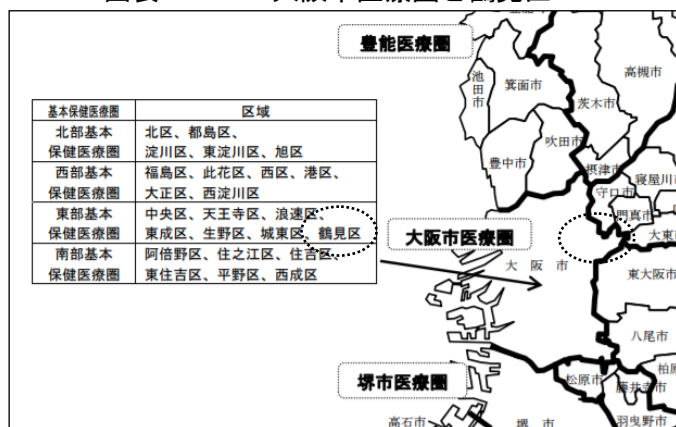 豊能医療圏
池田市
箕面市
高槻市
茨木市
吹田市
豊中市
摂津市
寝屋川
守口市
門真市
大東
基本保健医療圏 区域
北部基本 北区、都島区、
保健医療圏 淀川区、東淀川区、旭区
西部基本 福島区、此花区、西区、港区、
保健医療圏 大正区、西淀川区
東部基本 中央区、天王寺区、浪速区、
保健医療圏 東成区、生野区、城東区、鶴見区
南部基本 阿倍野区、住之江区、住吉区、
保健医療圏 東住吉区、平野区、西成区
大阪市医療圏
大阪市
東大阪市
八尾市
柏原
堺市医療圏
松原市
藤井寺市
羽曳野市
高石市
堺市